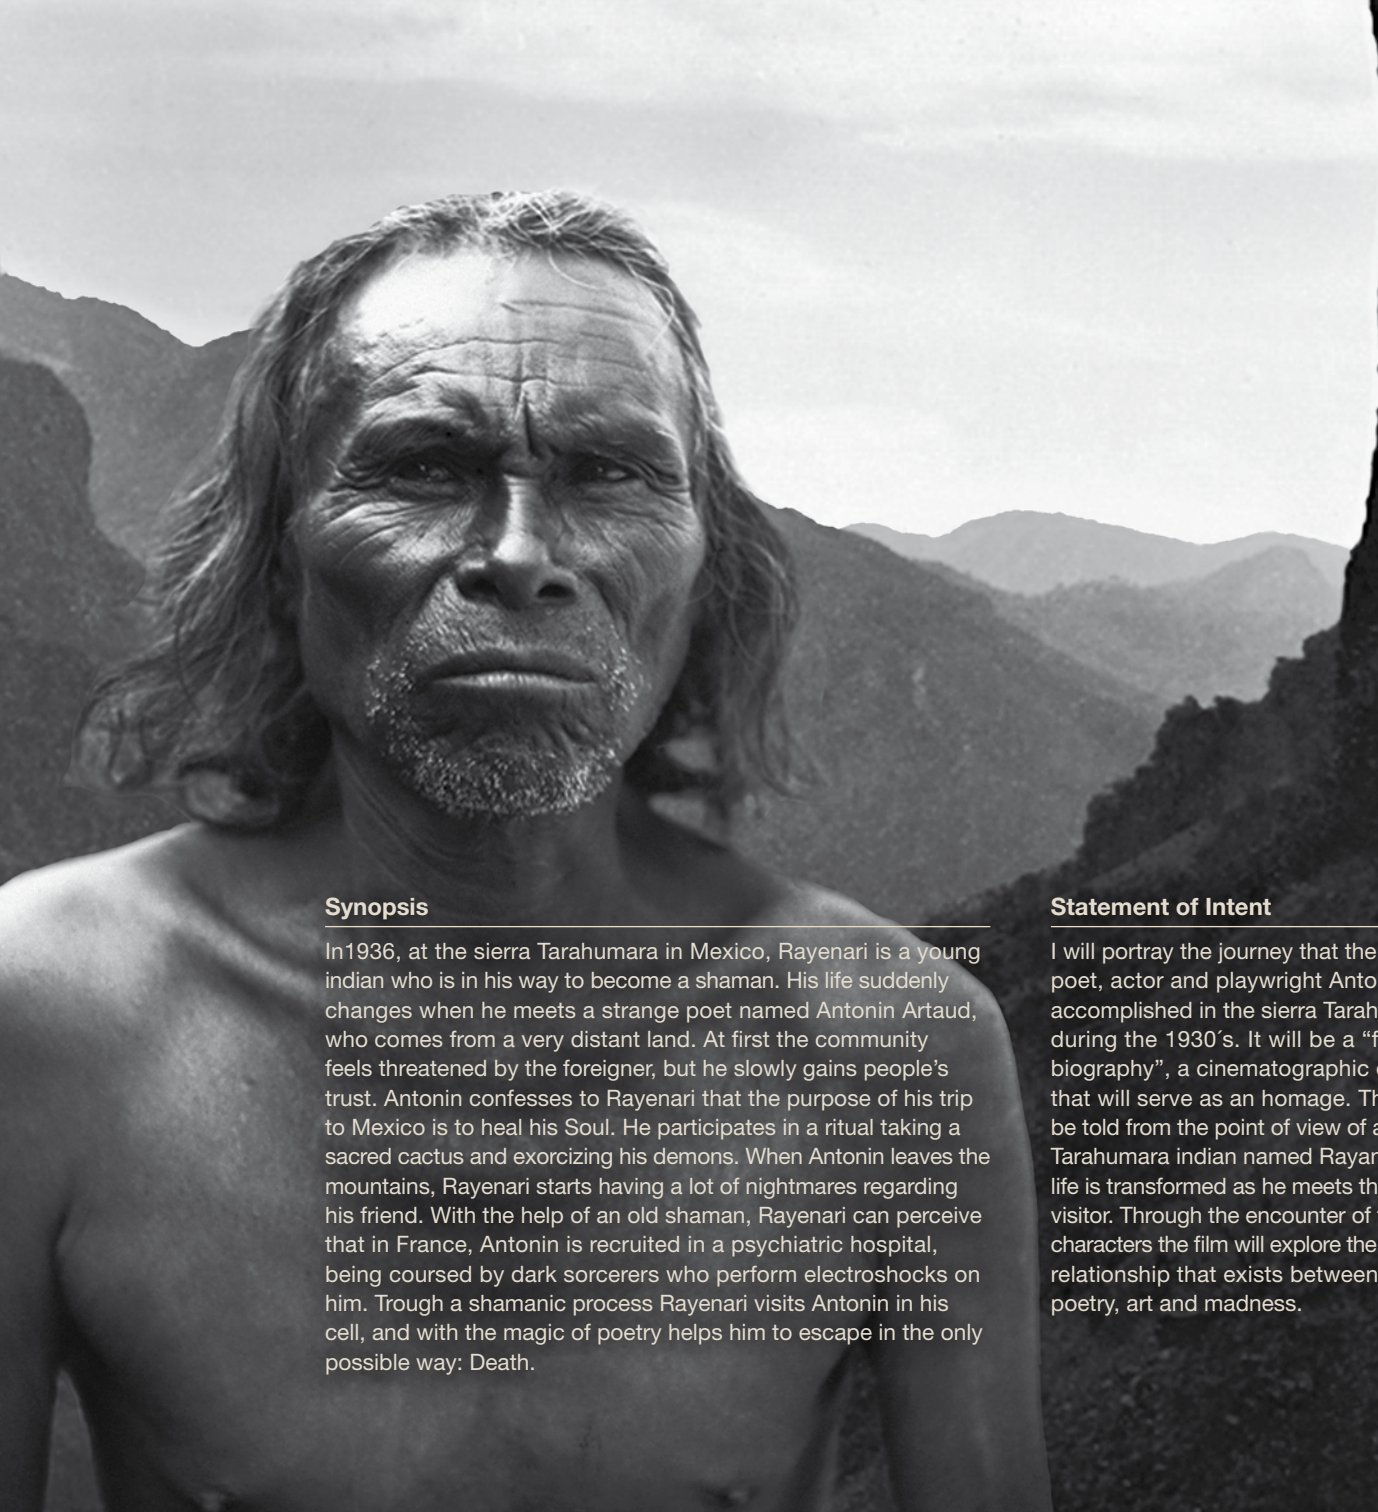 Synopsis
In1936, at the sierra Tarahumara in Mexico, Rayenari is a young
indian who is in his way to become a shaman. His life suddenly
changes when he meets a strange poet named Antonin Artaud,
who comes from a very distant land. At first the community
feels threatened by the foreigner, but he slowly gains people’s
trust. Antonin confesses to Rayenari that the purpose of his trip
to Mexico is to heal his Soul. He participates in a ritual taking a
sacred cactus and exorcizing his demons. When Antonin leaves the
mountains, Rayenari starts having a lot of nightmares regarding
his friend. With the help of an old shaman, Rayenari can perceive
that in France, Antonin is recruited in a psychiatric hospital,
being coursed by dark sorcerers who perform electroshocks on
him. Trough a shamanic process Rayenari visits Antonin in his
cell, and with the magic of poetry helps him to escape in the only
possible way: Death.
Statement of Intent
I will portray the journey that the
poet, actor and playwright
accomplished in the sierra
during the 1930´s. It will be a
biography”, a cinematographic
that will serve as an homage.
be told from the point of view of
Tarahumara indian named
life is transformed as he meets
visitor. Through the encounter of
characters the film will explore the
relationship that exists between
poetry, art and madness.